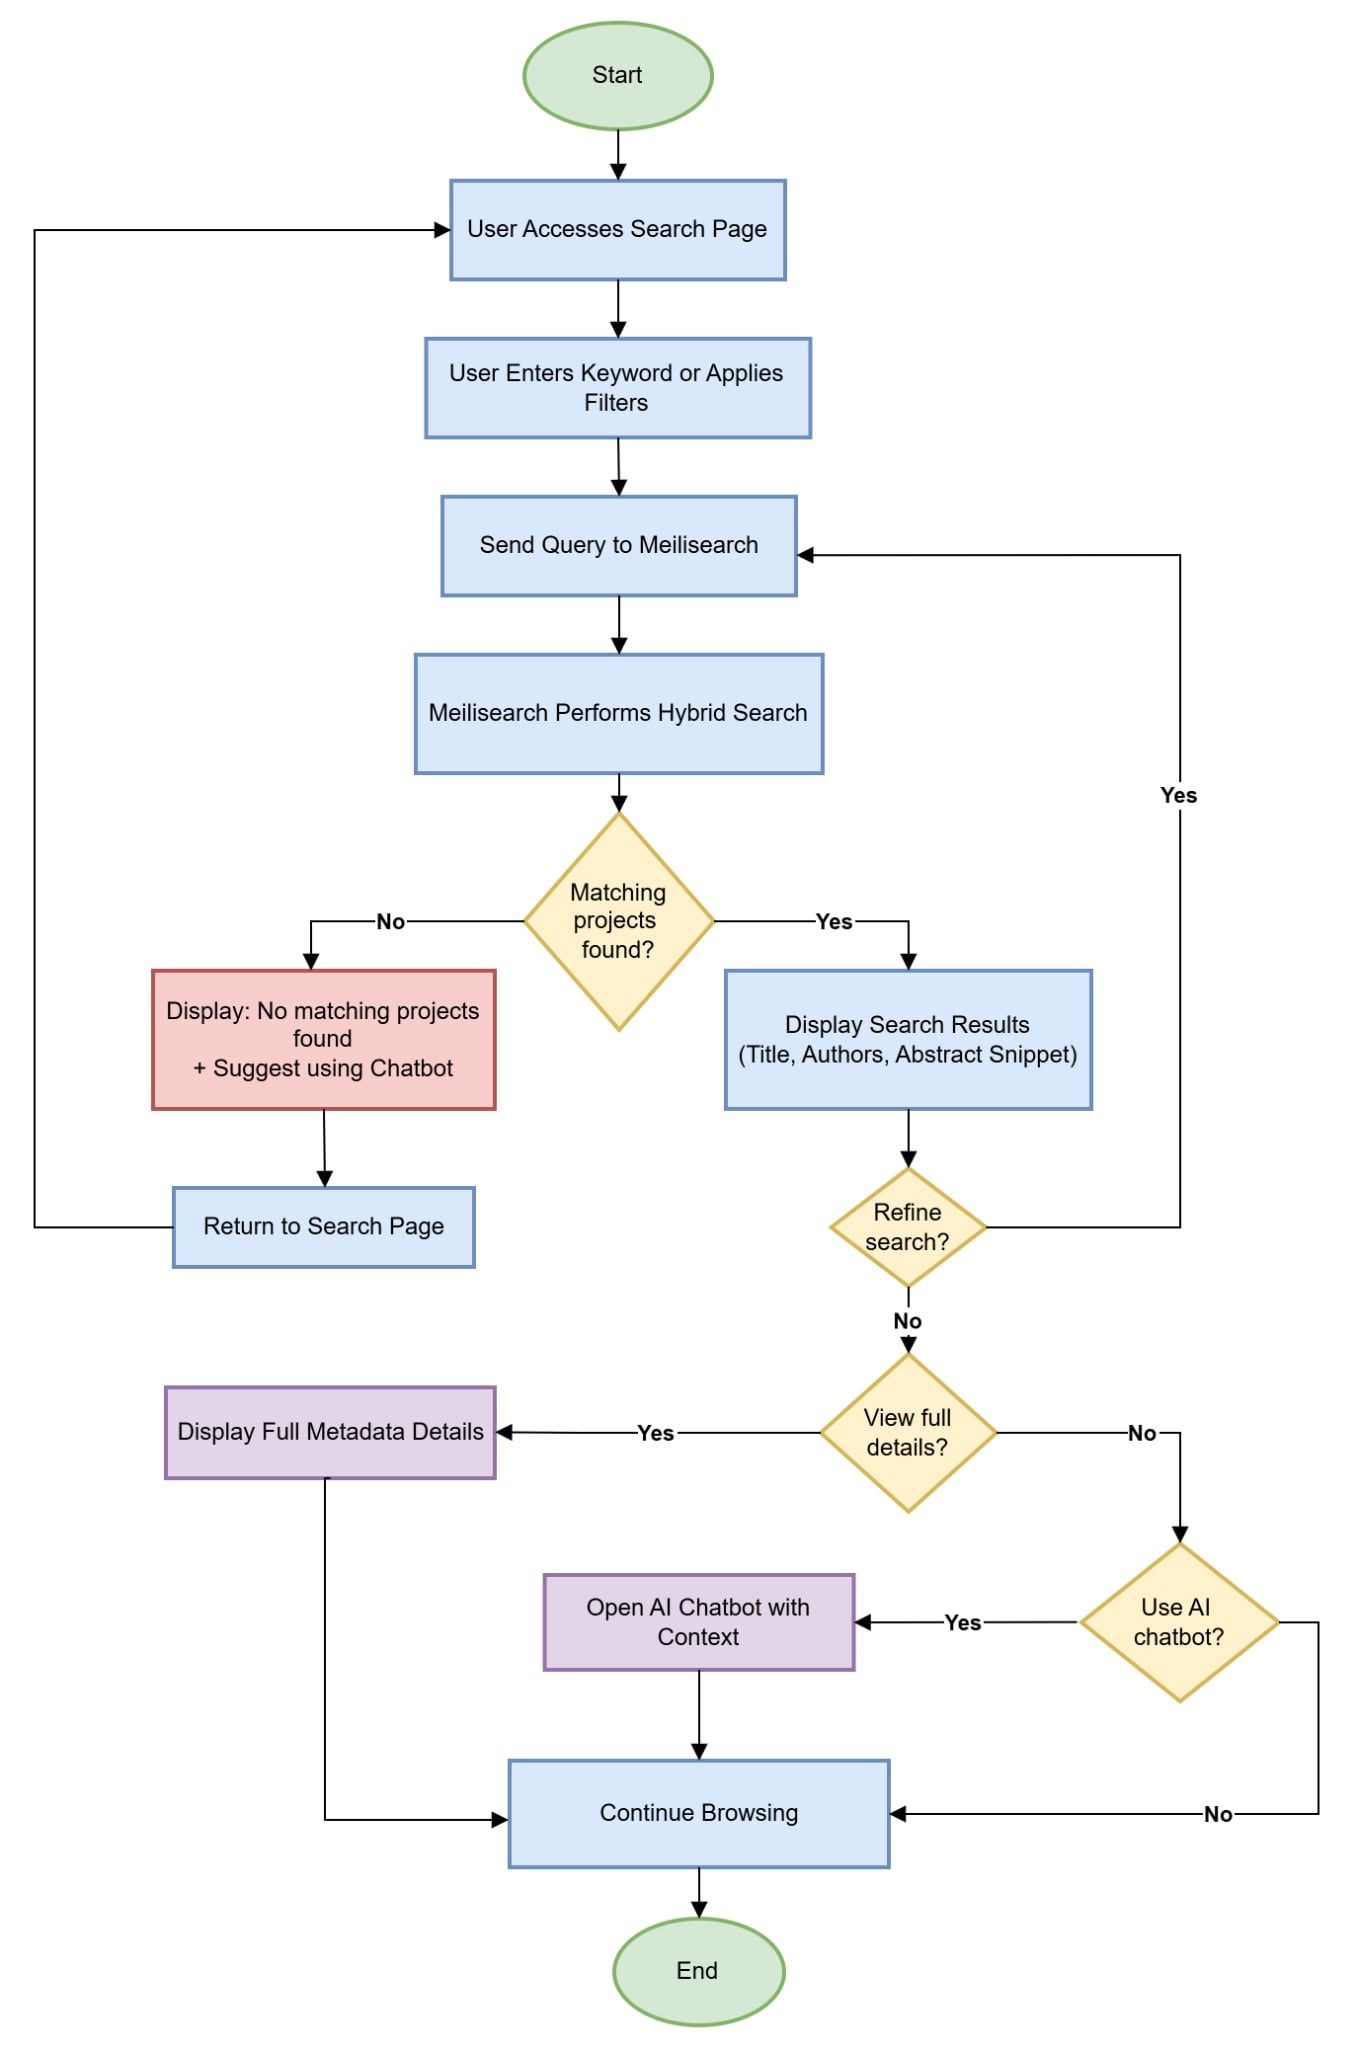 Start
User Accesses Search Page
User Enters Keyword or Applies
Filters
Send Query to Meilisearch
Meilisearch Performs Hybrid Search
Yes
Matching
projects
found?
No
Yes
Display: No matching projects
found
+ Suggest using Chatbot
Display Search Results
(Title, Authors, Abstract Snippet)
Return to Search Page
Refine
search?
No
View full
details?
Yes
No
Display Full Metadata Details
Use AI
chatbot?
Yes
Open AI Chatbot with
Context
No
Continue Browsing
End